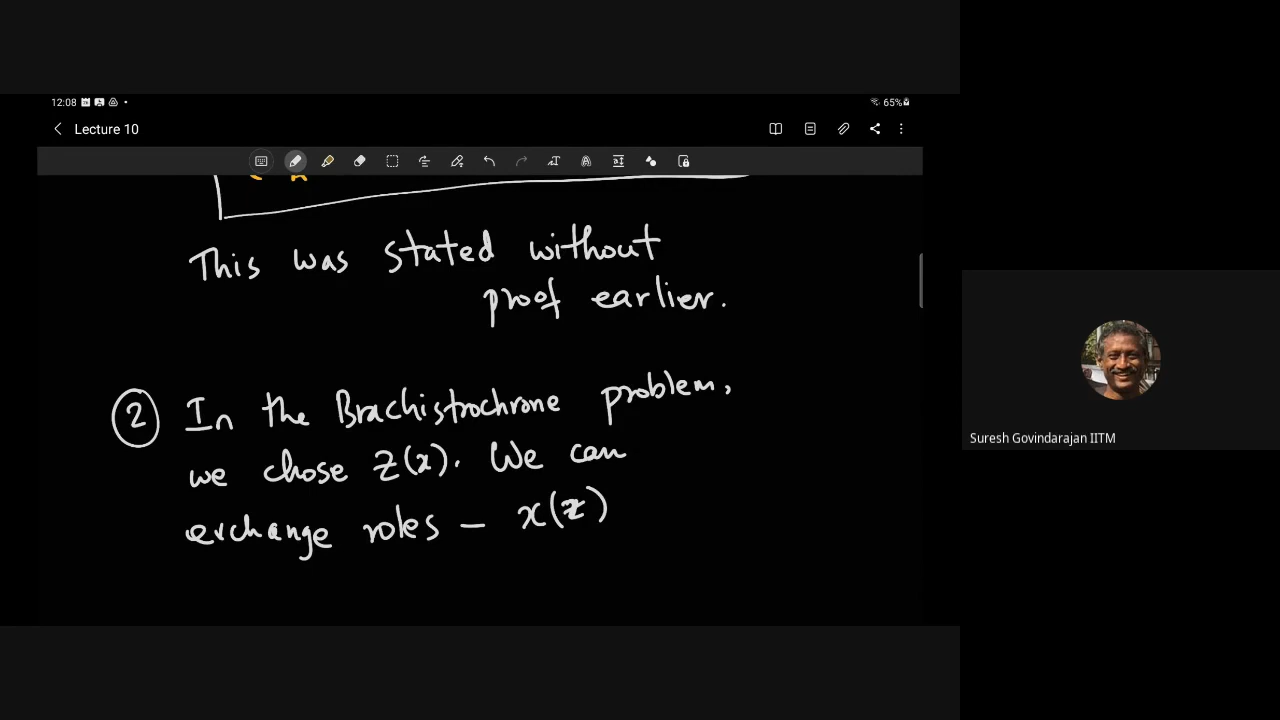 12:08
65%
Lecture 10
This was stated without
proof earlier.
② In the Brachistrochrone problem,
we chose z(x). We can
exchange roles – x(z)
Suresh Govindarajan IITM